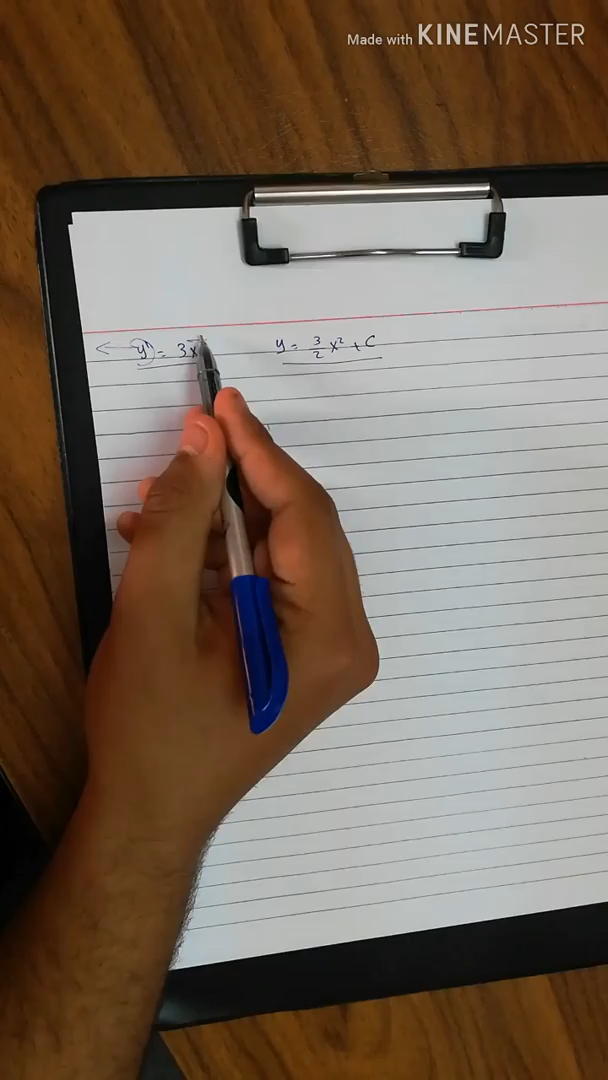 Made with KINEMASTER
y' = 3x
y = 3/2 x² + C